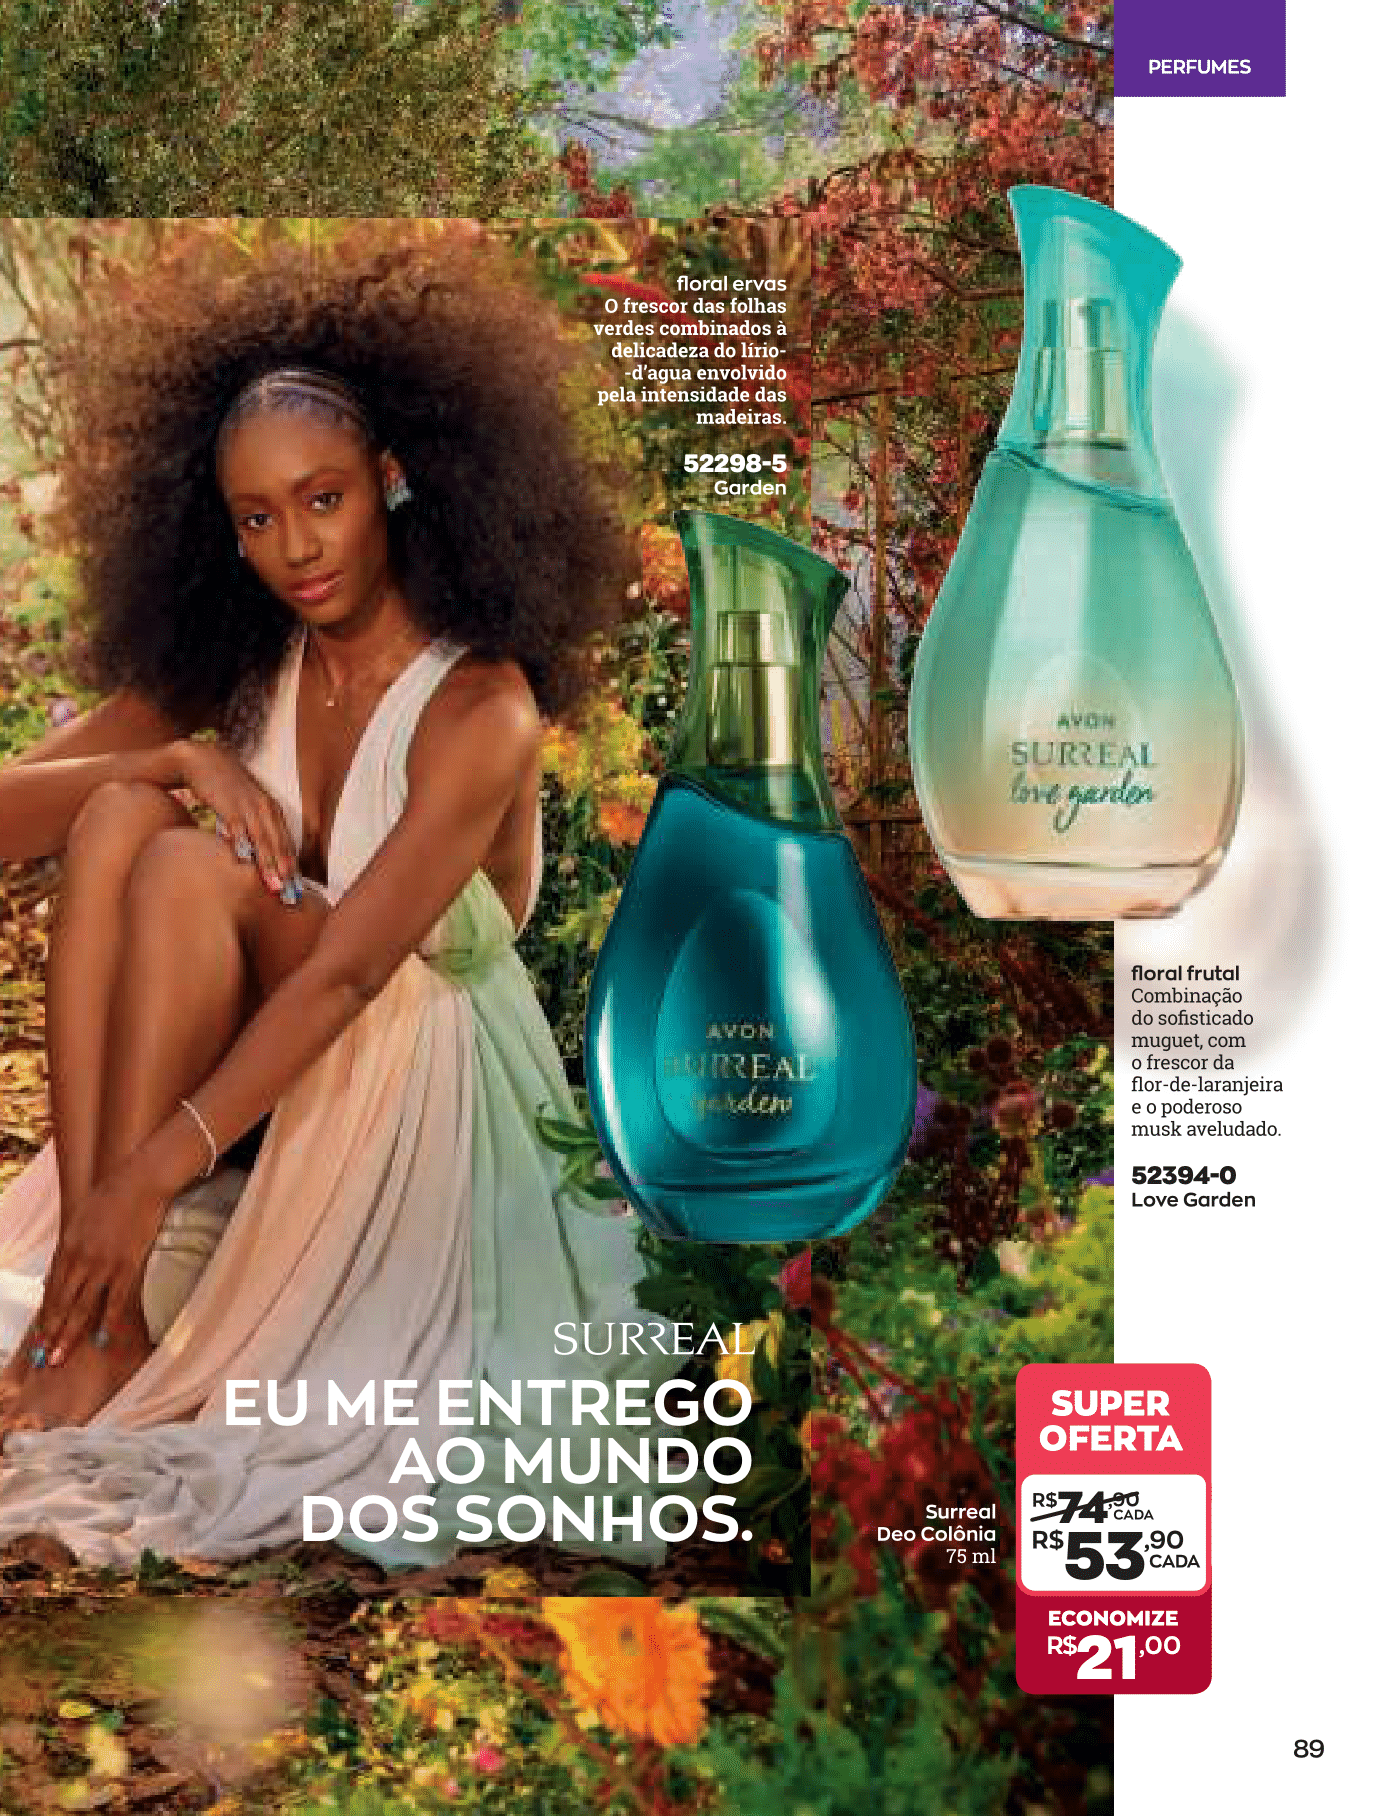 PERFUMES
floral ervas
O frescor das folhas
verdes combinados à
delicadeza do lírio-
-d’agua envolvido
pela intensidade das
madeiras.
52298-5
Garden
AVON
SURREAL
love garden
AVON
SURREAL
garden
floral frutal
Combinação
do sofisticado
muguet, com
o frescor da
flor-de-laranjeira
e o poderoso
musk aveludado.
52394-0
Love Garden
SURREAL
EU ME ENTREGO
AO MUNDO
DOS SONHOS.
Surreal
Deo Colônia
75 ml
SUPER
OFERTA
R$74,90
CADA
R$53,90
CADA
ECONOMIZE
R$21,00
89